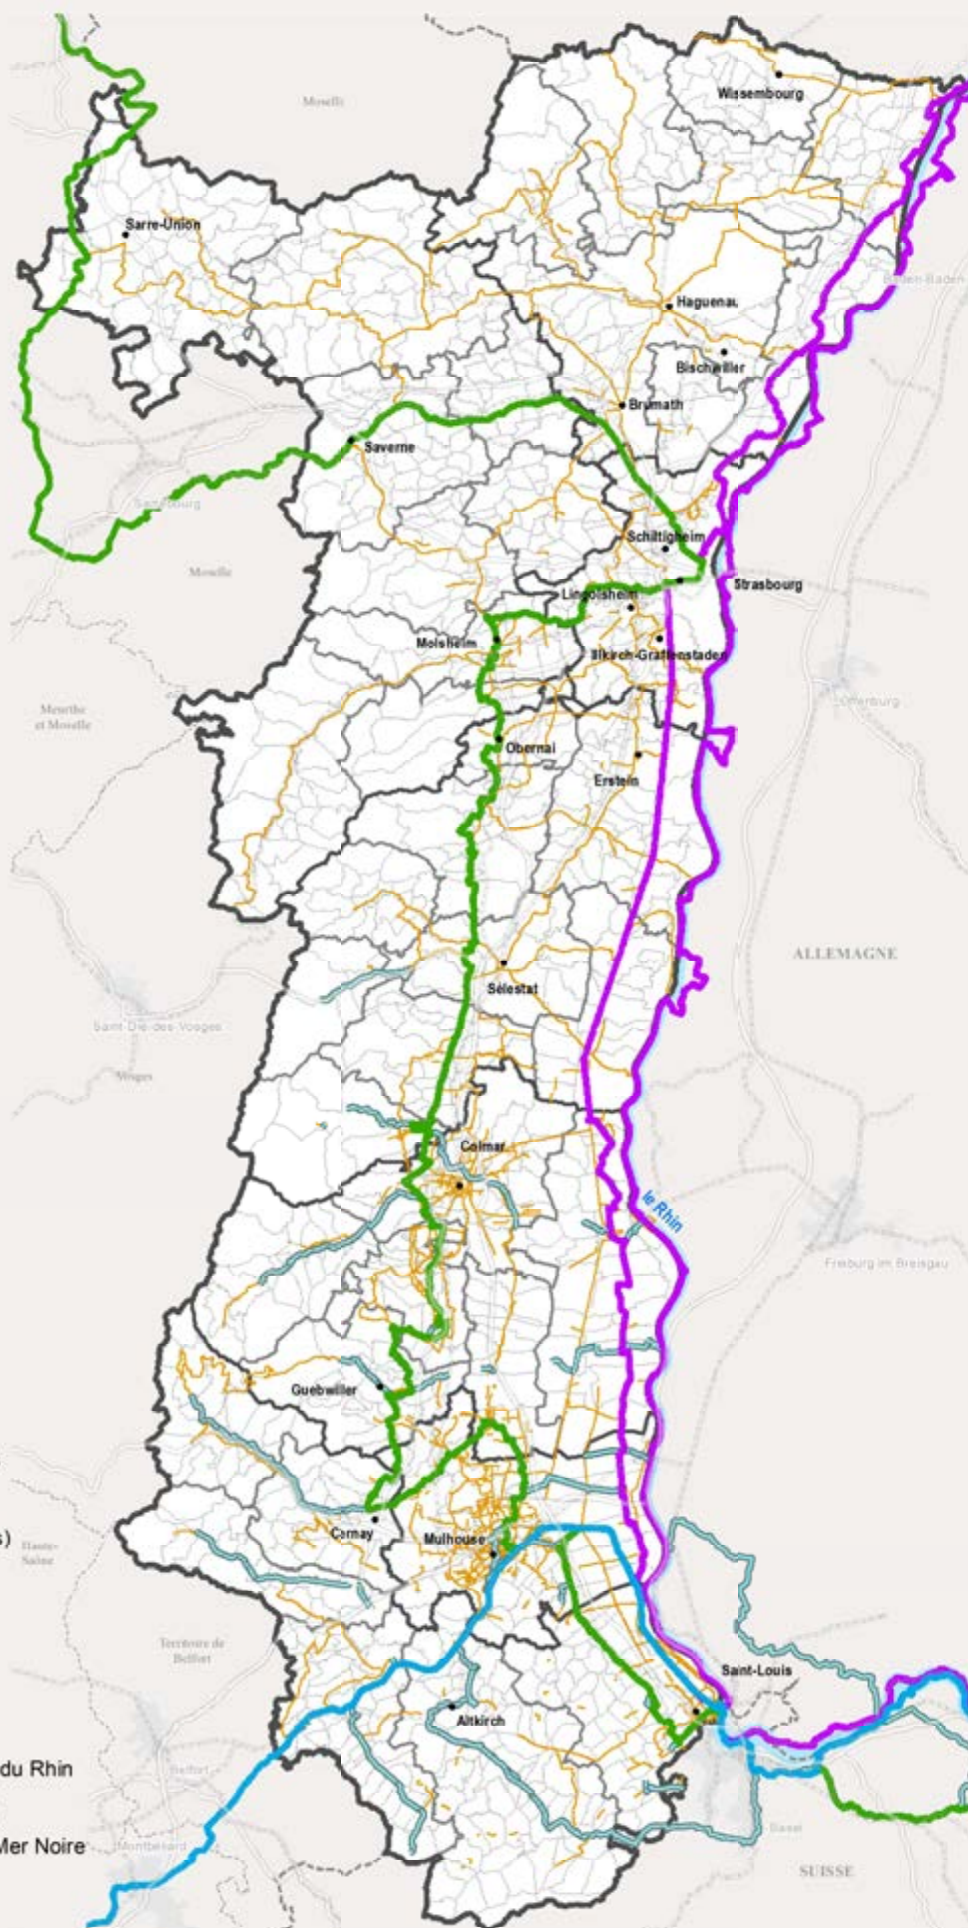 Moselle
Wissembourg
Sarre-Union
Baden-Baden
Haguenau
Bischwiller
Brumath
Saverne
Sarrebourg
Schiltigheim
Moselle
Strasbourg
Lingolsheim
Molsheim
Illkirch-Graffenstaden
Meurthe
et Moselle
Offenburg
Obernai
Erstein
ALLEMAGNE
Sélestat
Saint-Dié-des-Vosges
Vosges
Colmar
le Rhin
Freiburg im Breisgau
Guebwiller
Cernay
Mulhouse
s)
Haute-
Saône
Territoire de
Belfort
Saint-Louis
Altkirch
du Rhin
Belfort
Mer Noire
Montbéliard
Basel
SUISSE